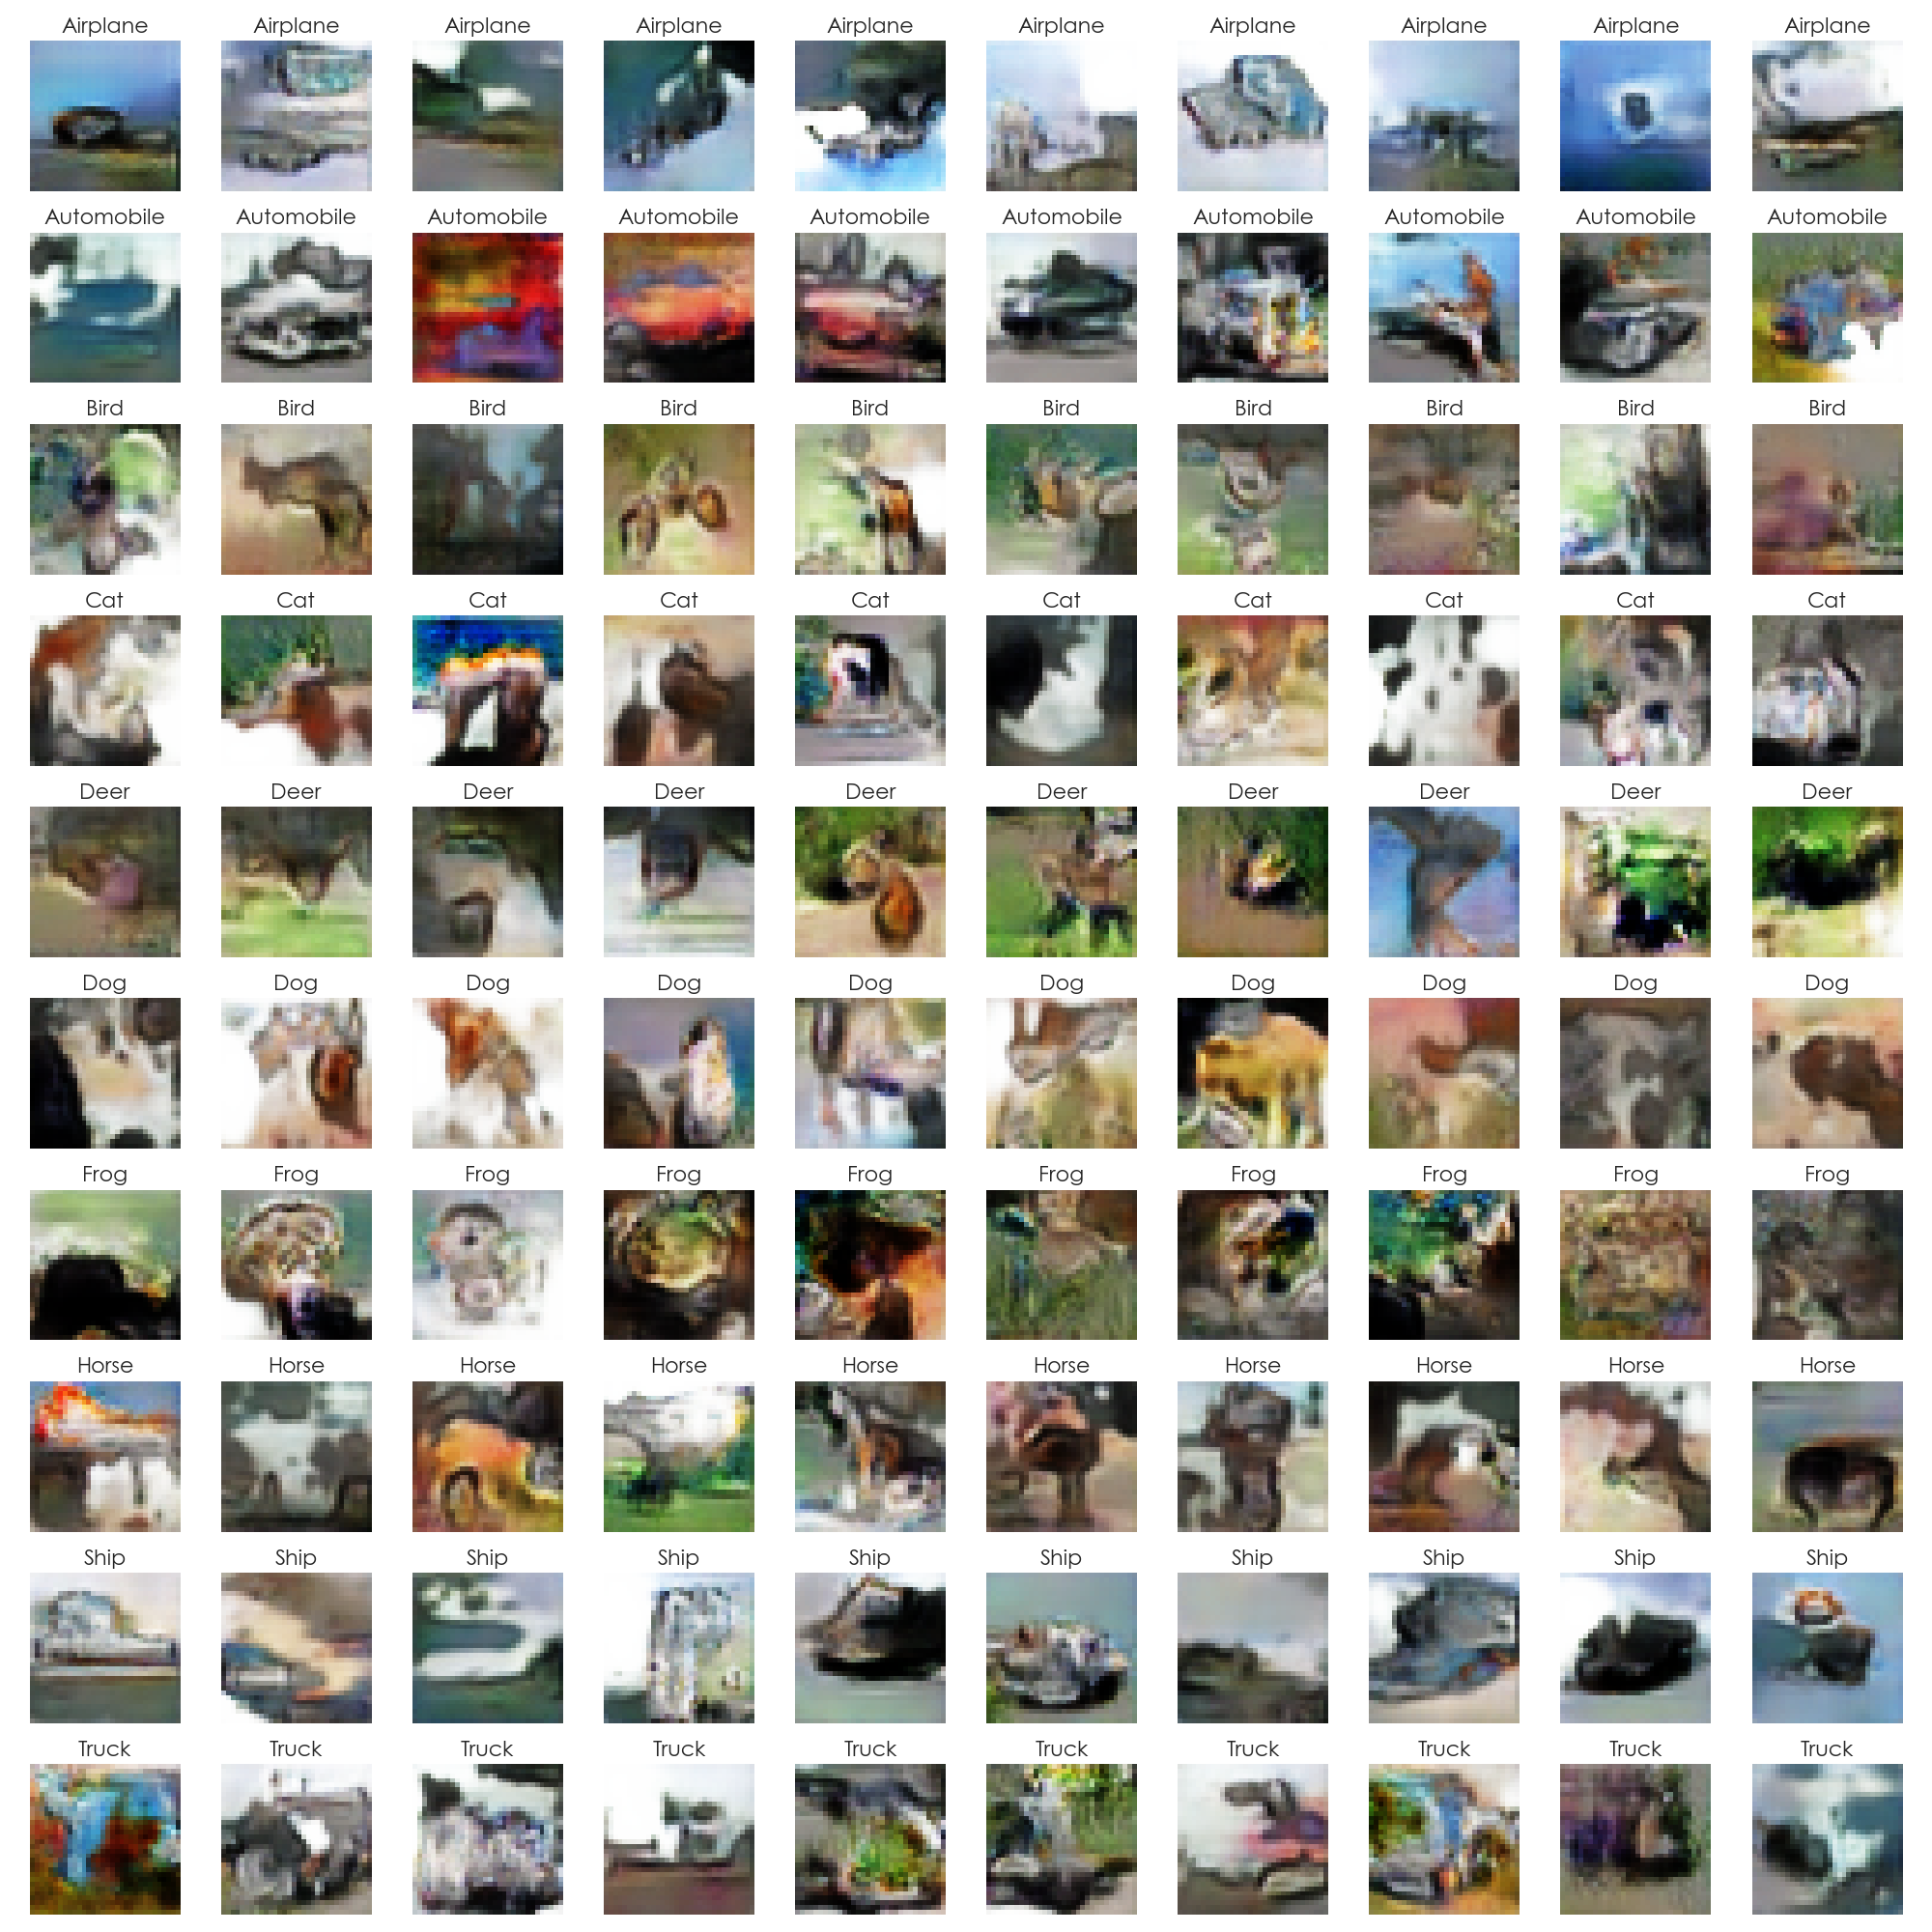 Airplane Airplane Airplane Airplane Airplane Airplane Airplane Airplane Airplane Airplane
Automobile Automobile Automobile Automobile Automobile Automobile Automobile Automobile Automobile Automobile
Bird Bird Bird Bird Bird Bird Bird Bird Bird Bird
Cat Cat Cat Cat Cat Cat Cat Cat Cat Cat
Deer Deer Deer Deer Deer Deer Deer Deer Deer Deer
Dog Dog Dog Dog Dog Dog Dog Dog Dog Dog
Frog Frog Frog Frog Frog Frog Frog Frog Frog Frog
Horse Horse Horse Horse Horse Horse Horse Horse Horse Horse
Ship Ship Ship Ship Ship Ship Ship Ship Ship Ship
Truck Truck Truck Truck Truck Truck Truck Truck Truck Truck